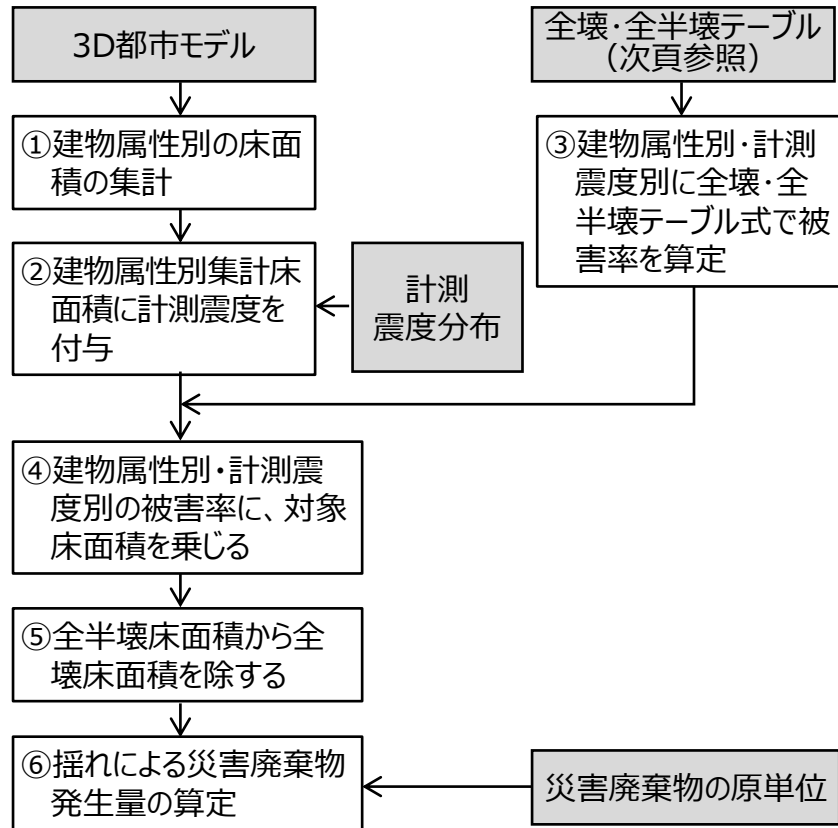 3D都市モデル
全壊・全半壊テーブル
（次頁参照）
①建物属性別の床面
積の集計
③建物属性別・計測
震度別に全壊・全
半壊テーブル式で被
害率を算定
②建物属性別集計床
面積に計測震度を
付与
計測
震度分布
④建物属性別・計測震
度別の被害率に、対象
床面積を乗じる
⑤全半壊床面積から全
壊床面積を除する
⑥揺れによる災害廃棄物
発生量の算定
災害廃棄物の原単位